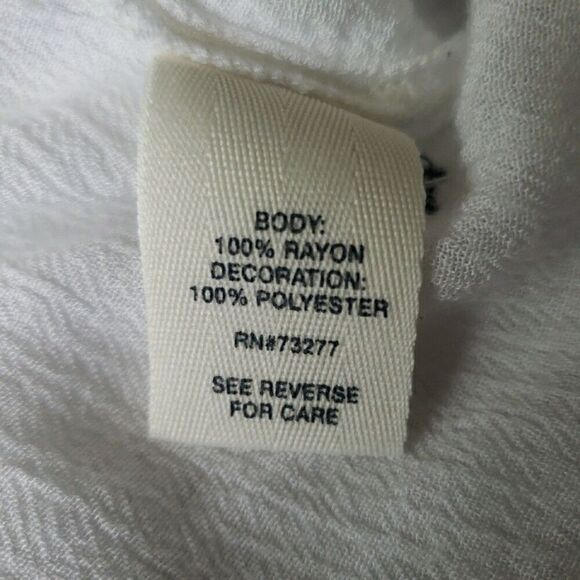 BODY:
100% RAYON
DECORATION:
100% POLYESTER
RN#73277
SEE REVERSE
FOR CARE